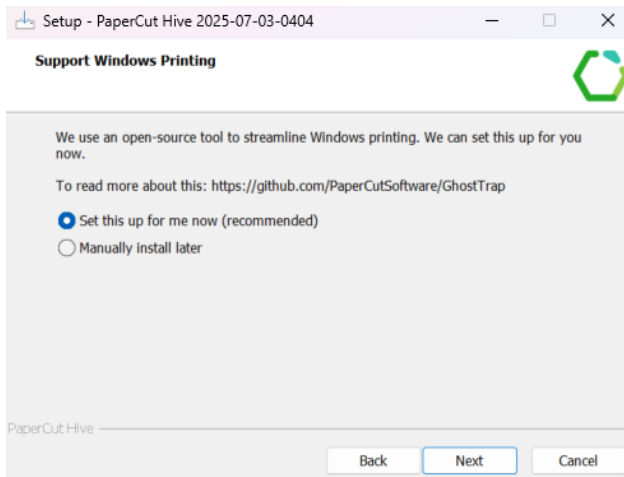 Setup - PaperCut Hive 2025-07-03-0404
Support Windows Printing
We use an open-source tool to streamline Windows printing. We can set this up for you
now.
To read more about this: https://github.com/PaperCutSoftware/GhostTrap
Set this up for me now (recommended)
Manually install later
PaperCut Hive
Back
Next
Cancel